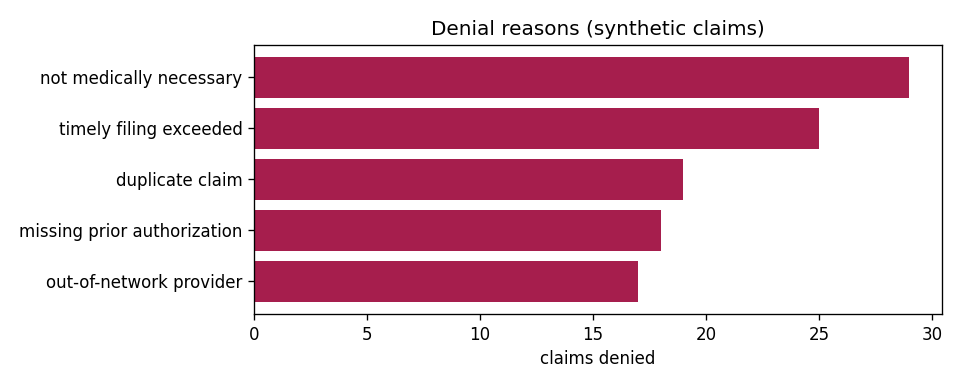 Denial reasons (synthetic claims)
not medically necessary
timely filing exceeded
duplicate claim
missing prior authorization
out-of-network provider
0 5 10 15 20 25 30
claims denied